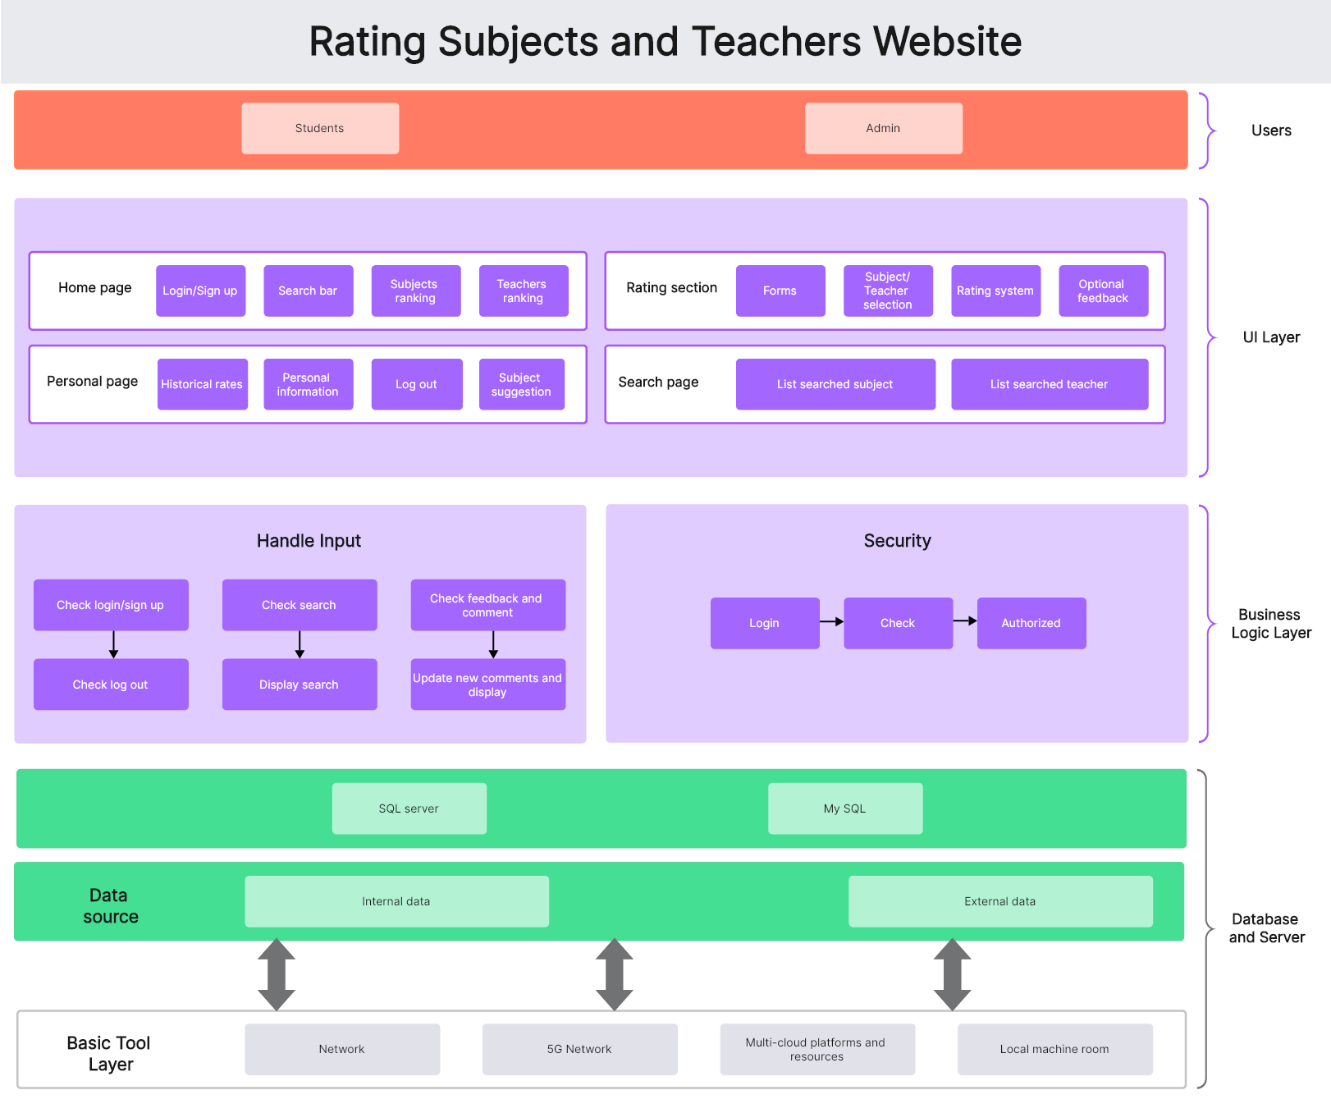 Rating Subjects and Teachers Website
Students
Admin
Users
Home page
Login/Sign up
Search bar
Subjects
ranking
Teachers
ranking
Rating section
Forms
Subject/
Teacher
selection
Rating system
Optional
feedback
Personal page
Historical rates
Personal
information
Log out
Subject
suggestion
Search page
List searched subject
List searched teacher
UI Layer
Handle Input
Check login/sign up
Check search
Check feedback and
comment
Check log out
Display search
Update new comments and
display
Security
Login
Check
Authorized
Business
Logic Layer
SQL server
My SQL
Data
source
Internal data
External data
Database
and Server
Basic Tool
Layer
Network
5G Network
Multi-cloud platforms and
resources
Local machine room